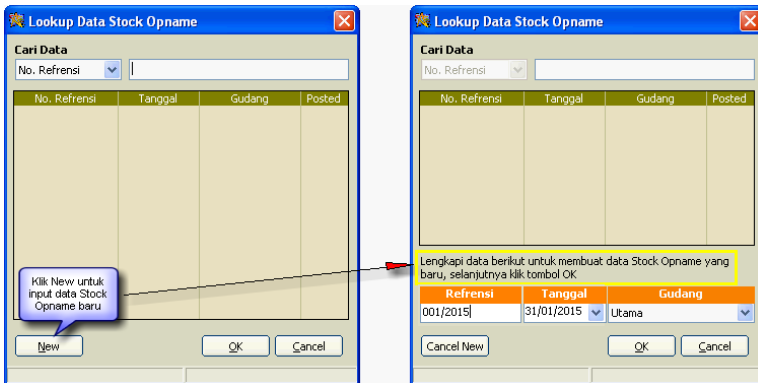 Lookup Data Stock Opname
Cari Data
No. Refrensi
No. Refrensi Tanggal Gudang Posted
Klik New untuk
input data Stock
Opname baru
New OK Cancel
Lookup Data Stock Opname
Cari Data
No. Refrensi
No. Refrensi Tanggal Gudang Posted
Lengkapi data berikut untuk membuat data Stock Opname yang
baru, selanjutnya klik tombol OK
Refrensi Tanggal Gudang
001/2015 31/01/2015 Utama
Cancel New OK Cancel